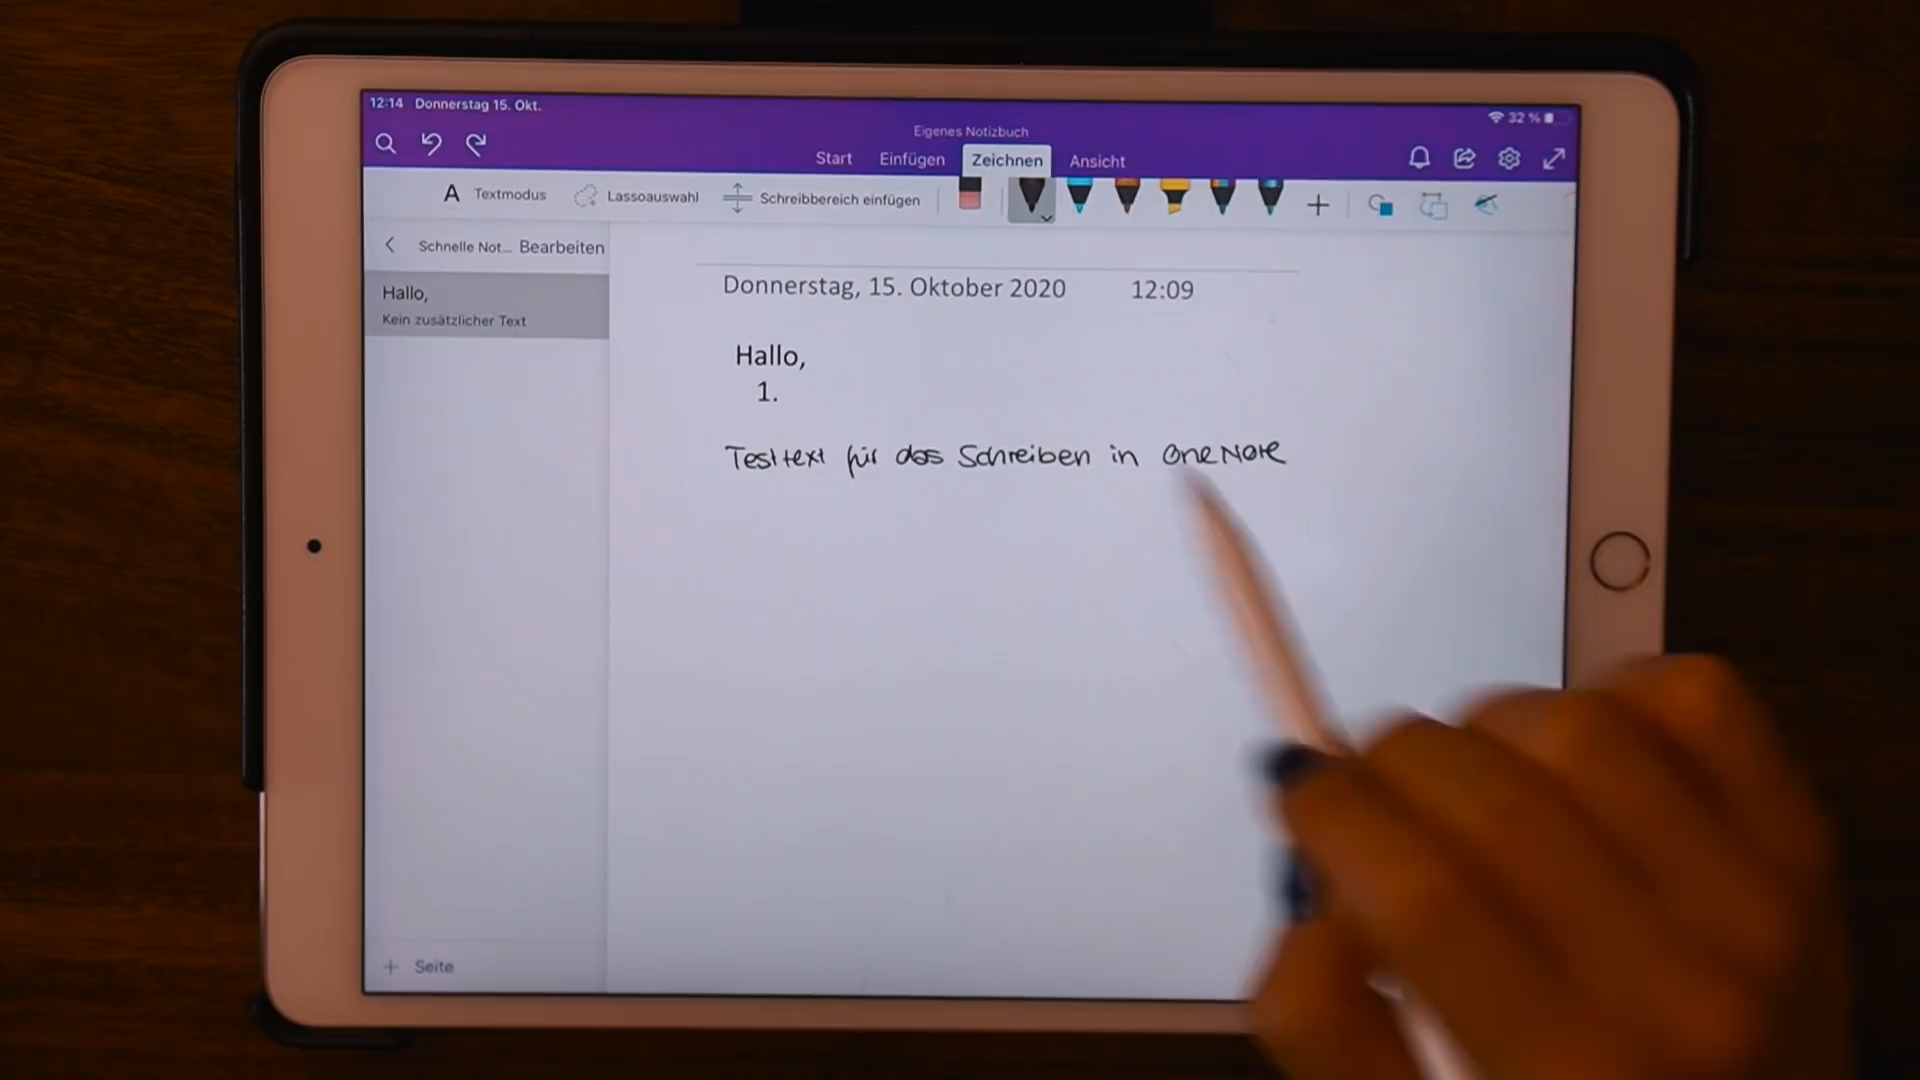 12:14 Donnerstag 15. Okt.
32 %
Eigenes Notizbuch
Start Einfügen Zeichnen Ansicht
A Textmodus Lassoauswahl Schreibbereich einfügen
Schnelle Not... Bearbeiten
Hallo,
Kein zusätzlicher Text
Donnerstag, 15. Oktober 2020 12:09
Hallo,
1.
Testtext für das Schreiben in OneNote
+ Seite